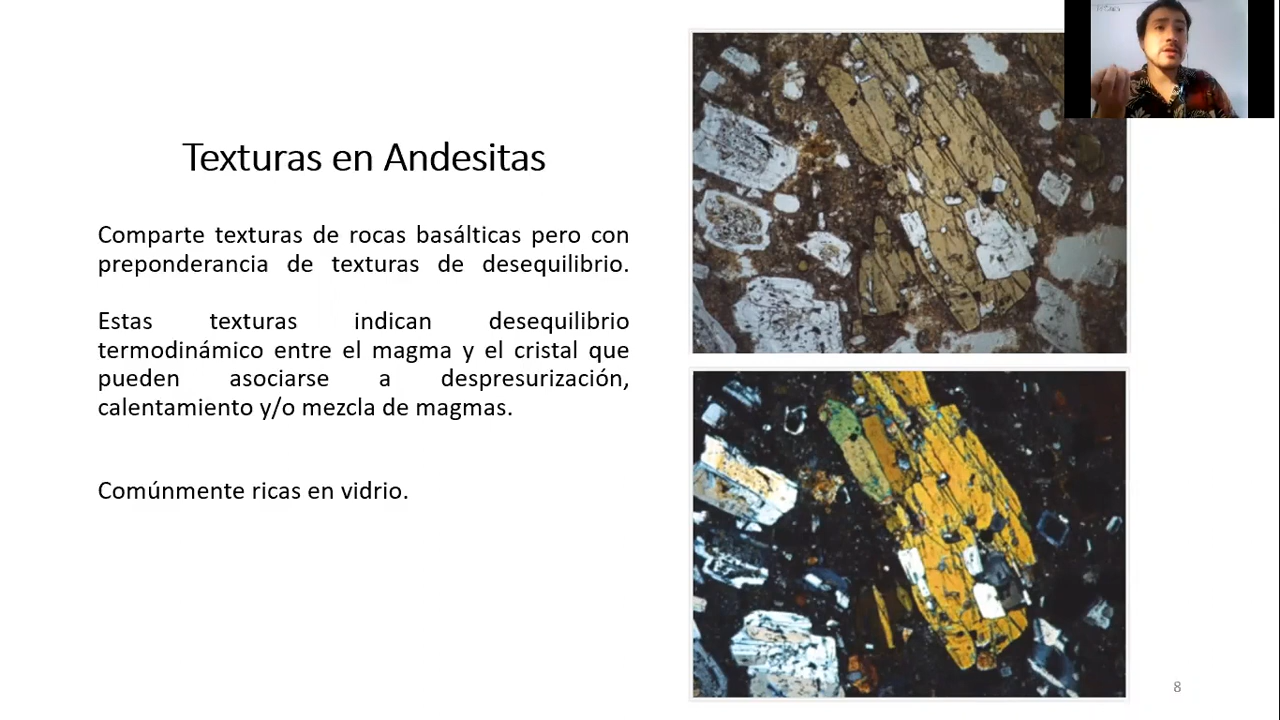 Texturas en Andesitas
Comparte texturas de rocas basálticas pero con
preponderancia de texturas de desequilibrio.
Estas texturas indican desequilibrio
termodinámico entre el magma y el cristal que
pueden asociarse a despresurización,
calentamiento y/o mezcla de magmas.
Comúnmente ricas en vidrio.
8